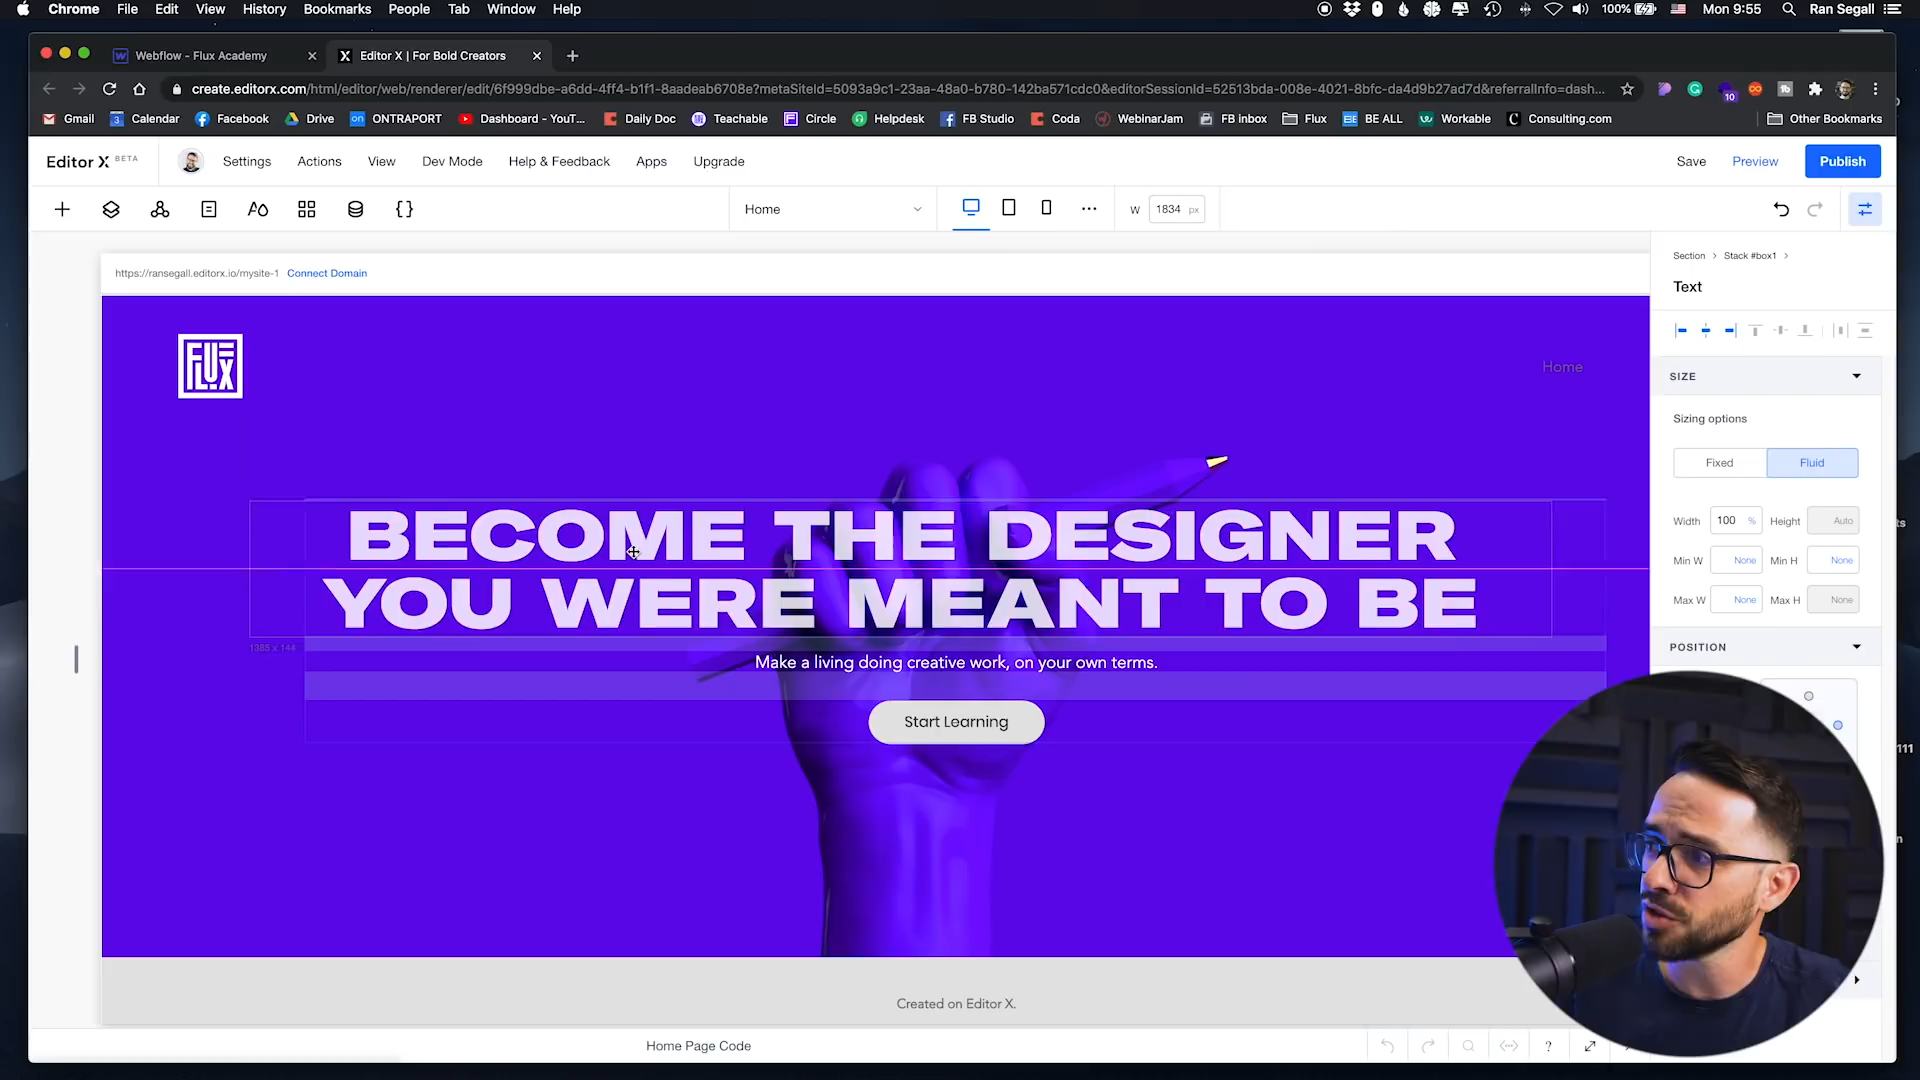 Chrome File Edit View History Bookmarks People Tab Window Help 100% Mon 9:55 Ran Segall
Webflow - Flux Academy
Editor X | For Bold Creators
create.editorx.com/html/editor/web/renderer/edit/6f999dbe-a6dd-4ff4-b1f1-8aadeab6708e?metaSiteId=5093a9c1-23aa-48a0-b780-142ba571cdc0&editorSessionId=52513bda-008e-4021-8bfc-da4d9b27ad7d&referralInfo=dash...
10
Gmail Calendar Facebook Drive ONTRAPORT Dashboard - YouT... Daily Doc Teachable Circle Helpdesk FB Studio Coda WebinarJam FB inbox Flux BE ALL Workable Consulting.com Other Bookmarks
Editor X BETA Settings Actions View Dev Mode Help & Feedback Apps Upgrade Save Preview Publish
Home W 1834 px
https://ransegall.editorx.io/mysite-1 Connect Domain
Section > Stack #box1 >
Text
FLUX
Home
SIZE
Sizing options
Fixed Fluid
Width 100 % Height Auto
Min W None Min H None
Max W None Max H None
POSITION
BECOME THE DESIGNER
YOU WERE MEANT TO BE
1385 x 144
Make a living doing creative work, on your own terms.
Start Learning
Created on Editor X.
Home Page Code
?
111